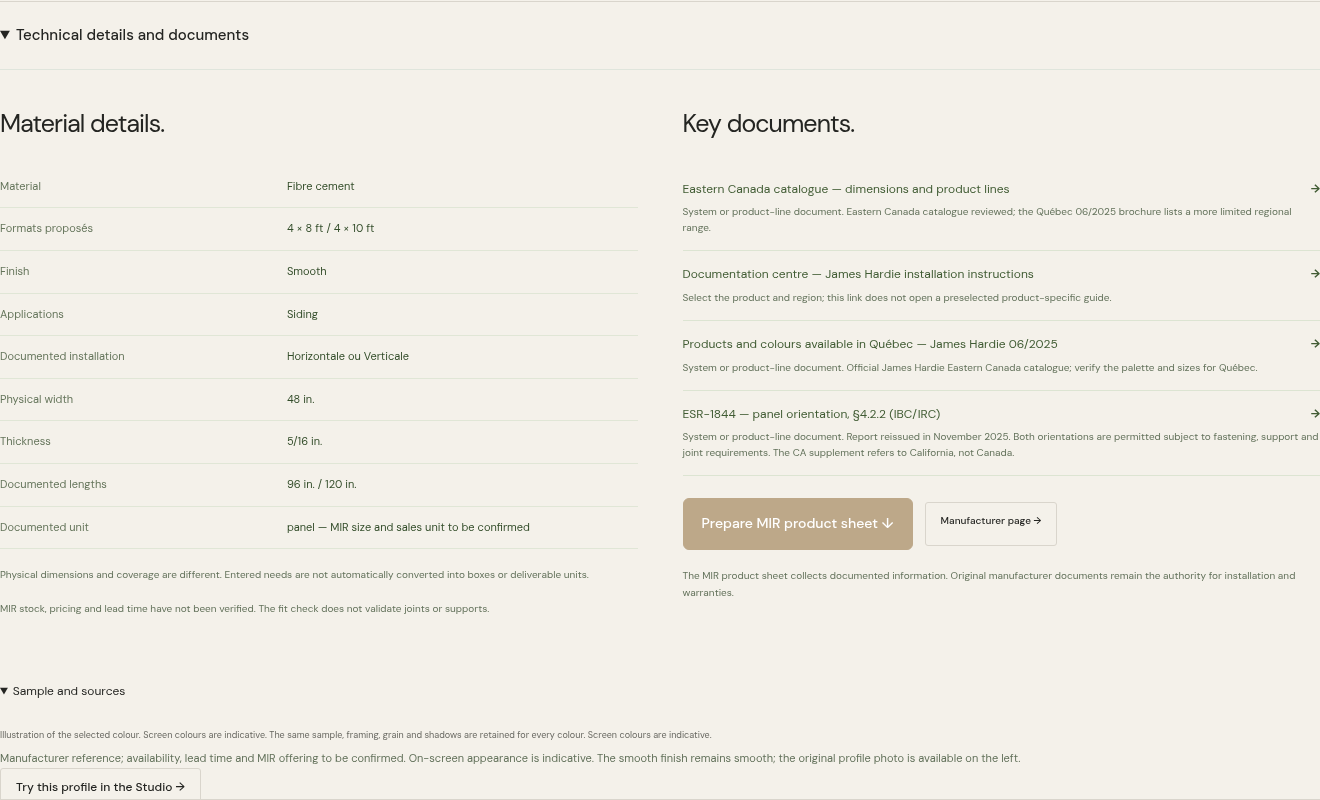 Technical details and documents
Material details.
Material
Fibre cement
Formats proposés
4 × 8 ft / 4 × 10 ft
Finish
Smooth
Applications
Siding
Documented installation
Horizontale ou Verticale
Physical width
48 in.
Thickness
5/16 in.
Documented lengths
96 in. / 120 in.
Documented unit
panel — MIR size and sales unit to be confirmed
Physical dimensions and coverage are different. Entered needs are not automatically converted into boxes or deliverable units.
MIR stock, pricing and lead time have not been verified. The fit check does not validate joints or supports.
Key documents.
Eastern Canada catalogue — dimensions and product lines →
System or product-line document. Eastern Canada catalogue reviewed; the Québec 06/2025 brochure lists a more limited regional
range.
Documentation centre — James Hardie installation instructions →
Select the product and region; this link does not open a preselected product-specific guide.
Products and colours available in Québec — James Hardie 06/2025 →
System or product-line document. Official James Hardie Eastern Canada catalogue; verify the palette and sizes for Québec.
ESR-1844 — panel orientation, §4.2.2 (IBC/IRC) →
System or product-line document. Report reissued in November 2025. Both orientations are permitted subject to fastening, support and
joint requirements. The CA supplement refers to California, not Canada.
Prepare MIR product sheet ↓
Manufacturer page →
The MIR product sheet collects documented information. Original manufacturer documents remain the authority for installation and
warranties.
Sample and sources
Illustration of the selected colour. Screen colours are indicative. The same sample, framing, grain and shadows are retained for every colour. Screen colours are indicative.
Manufacturer reference; availability, lead time and MIR offering to be confirmed. On-screen appearance is indicative. The smooth finish remains smooth; the original profile photo is available on the left.
Try this profile in the Studio →